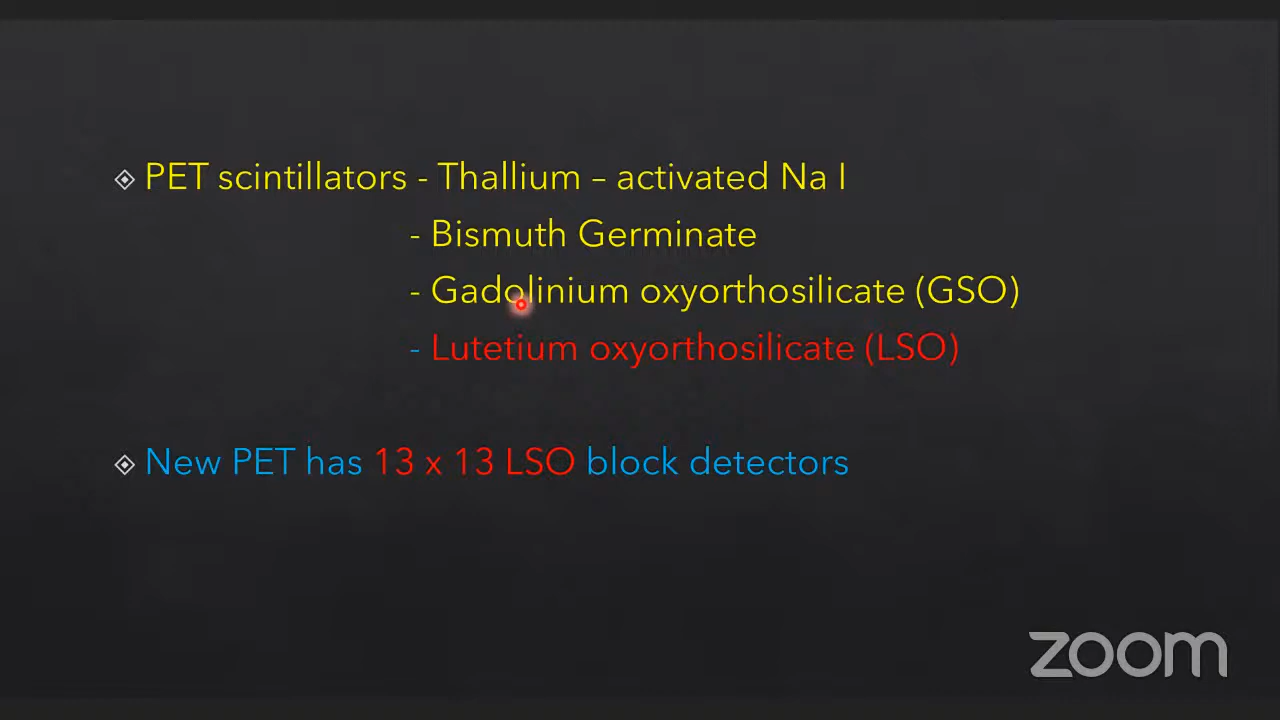 PET scintillators - Thallium – activated Na I
- Bismuth Germinate
- Gadolinium oxyorthosilicate (GSO)
- Lutetium oxyorthosilicate (LSO)
New PET has 13 x 13 LSO block detectors
zoom